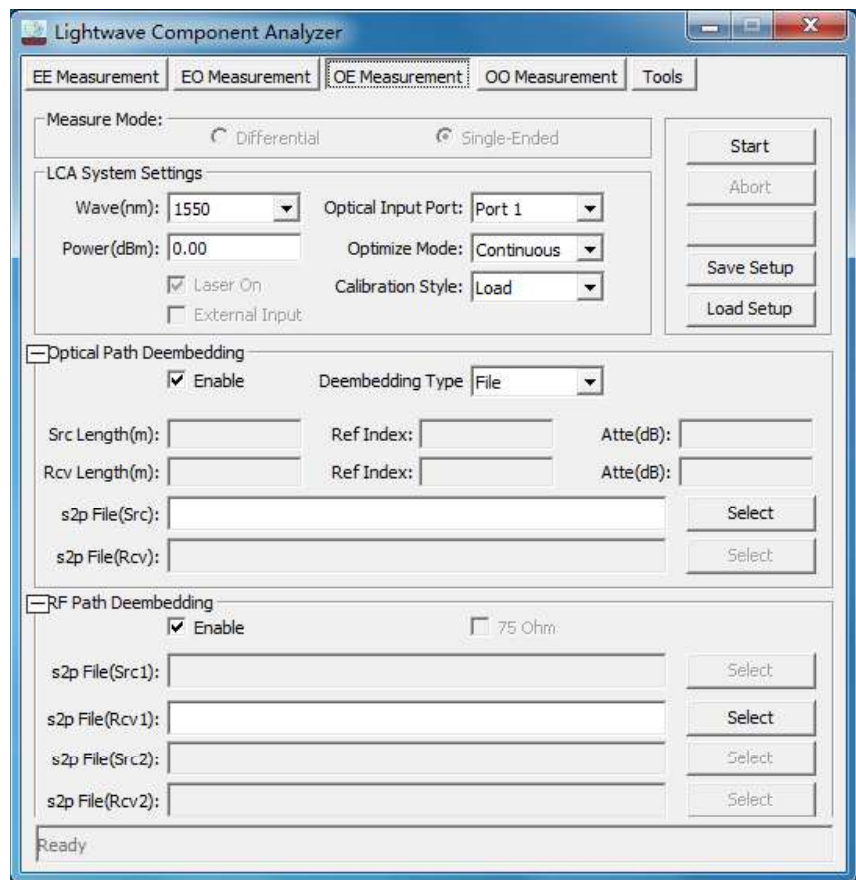 Lightwave Component Analyzer
EE Measurement EO Measurement OE Measurement OO Measurement Tools
Measure Mode:
Differential Single-Ended
Start
LCA System Settings
Abort
Wave(nm): 1550 Optical Input Port: Port 1
Power(dBm): 0.00 Optimize Mode: Continuous
Save Setup
Laser On Calibration Style: Load
External Input
Load Setup
Optical Path Deembedding
Enable Deembedding Type File
Src Length(m): Ref Index: Atte(dB):
Rcv Length(m): Ref Index: Atte(dB):
s2p File(Src): Select
s2p File(Rcv): Select
RF Path Deembedding
Enable 75 Ohm
s2p File(Src1): Select
s2p File(Rcv1): Select
s2p File(Src2): Select
s2p File(Rcv2): Select
Ready